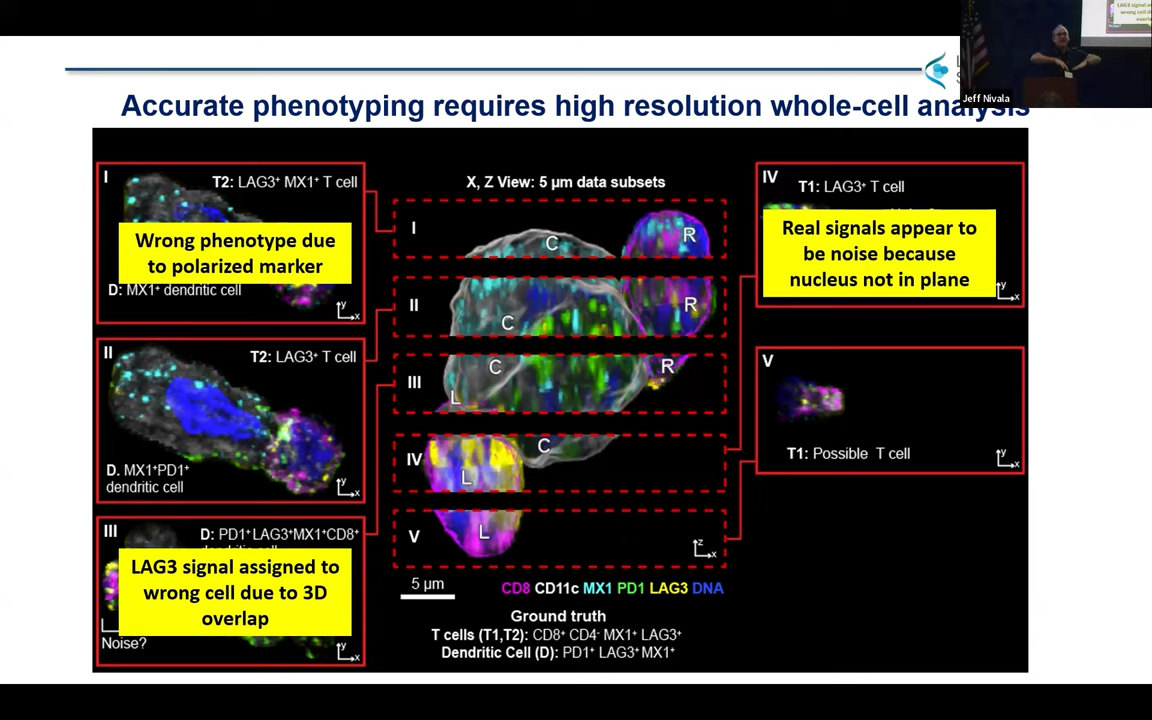 Jeff Nivala
Accurate phenotyping requires high resolution whole-cell analysis
I
T2: LAG3⁺ MX1⁺ T cell
Wrong phenotype due
to polarized marker
D: MX1⁺ dendritic cell
y
x
II
T2: LAG3⁺ T cell
D. MX1⁺PD1⁺
dendritic cell
y
x
III
D: PD1⁺LAG3⁺MX1⁺CD8⁺
LAG3 signal assigned to
wrong cell due to 3D
overlap
Noise?
y
x
X, Z View: 5 µm data subsets
I
C
R
II
C
R
III
C
R
L
IV
C
L
V
L
z
x
5 µm
CD8 CD11c MX1 PD1 LAG3 DNA
Ground truth
T cells (T1,T2): CD8⁺ CD4⁻ MX1⁺ LAG3⁺
Dendritic Cell (D): PD1⁺ LAG3⁺ MX1⁺
IV
T1: LAG3⁺ T cell
Real signals appear to
be noise because
nucleus not in plane
y
x
V
T1: Possible T cell
y
x